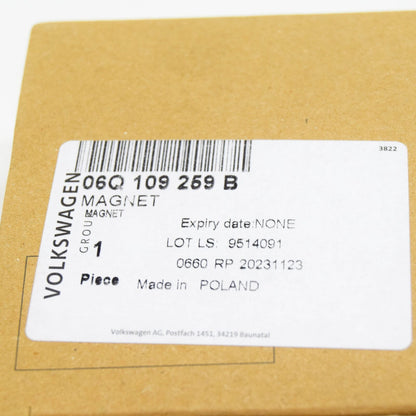 3822
VOLKSWAGEN
GROU
06Q 109 259 B
MAGNET
MAGNET
Expiry date:NONE
1
LOT LS: 9514091
0660 RP 20231123
Piece Made in POLAND
Volkswagen AG, Postfach 1451, 34219 Baunatal